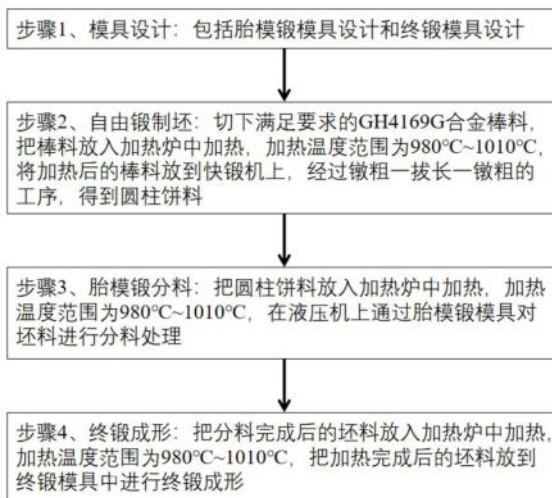 步骤1、模具设计：包括胎模锻模具设计和终锻模具设计
步骤2、自由锻制坯：切下满足要求的GH4169G合金棒料，
把棒料放入加热炉中加热，加热温度范围为980℃~1010℃，
将加热后的棒料放到快锻机上，经过镦粗一拔长一镦粗的
工序，得到圆柱饼料
步骤3、胎模锻分料：把圆柱饼料放入加热炉中加热，加热
温度范围为980℃~1010℃，在液压机上通过胎模锻模具对
坯料进行分料处理
步骤4、终锻成形：把分料完成后的坯料放入加热炉中加热，
加热温度范围为980℃~1010℃，把加热完成后的坯料放到
终锻模具中进行终锻成形